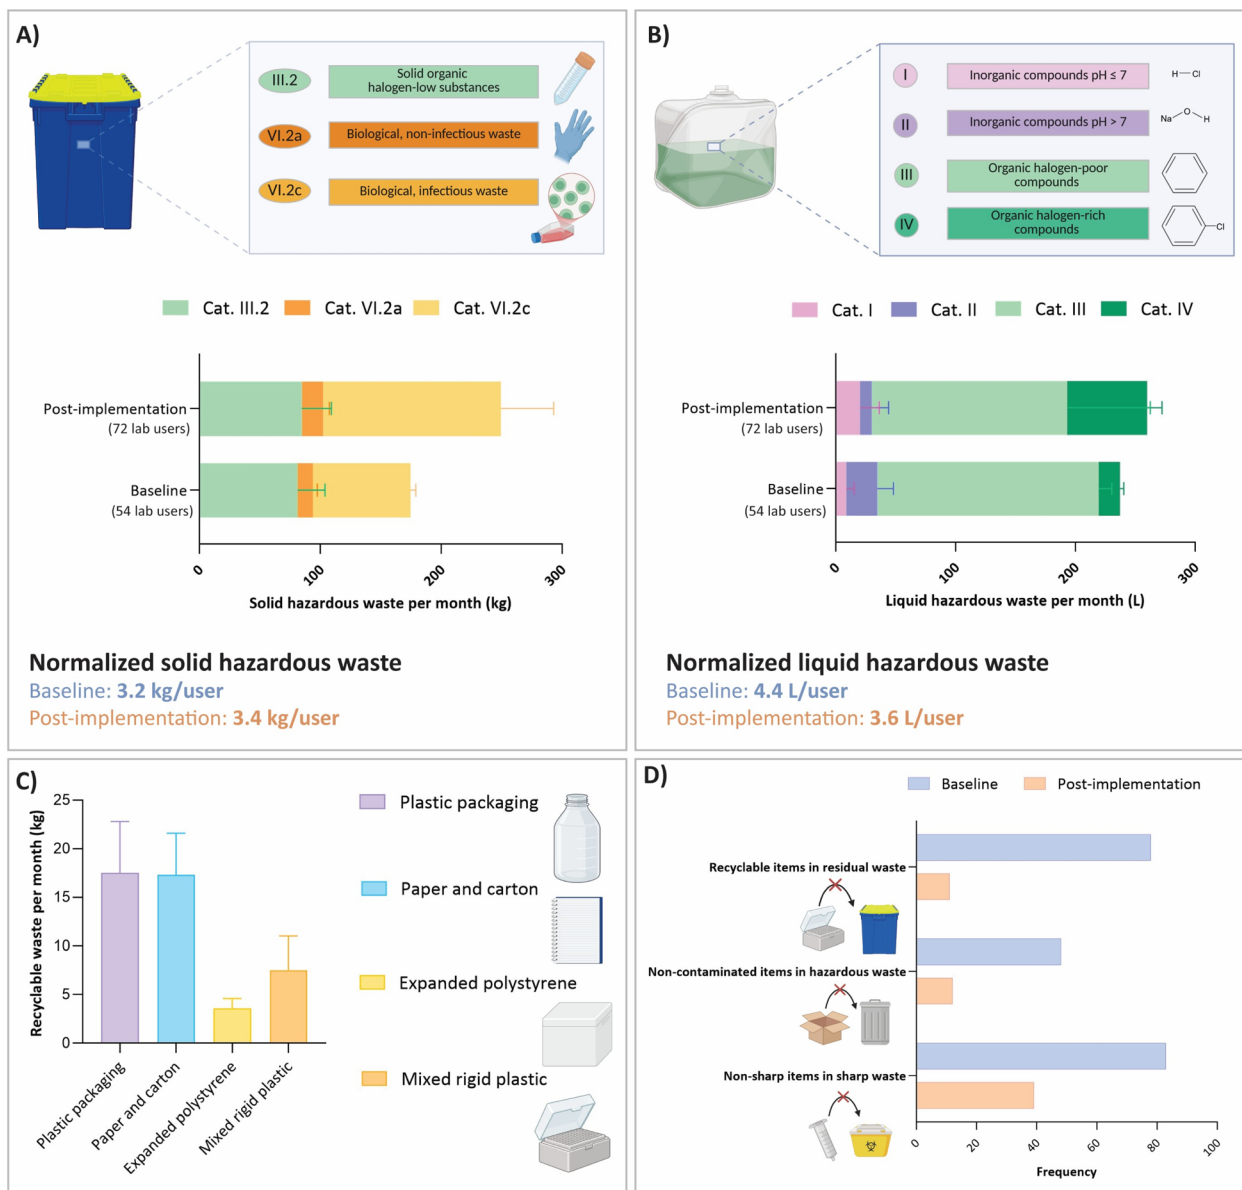 A)
III.2
Solid organic
halogen-low substances
VI.2a
Biological, non-infectious waste
VI.2c
Biological, infectious waste
Cat. III.2
Cat. VI.2a
Cat. VI.2c
Post-implementation
(72 lab users)
Baseline
(54 lab users)
0
100
200
300
Solid hazardous waste per month (kg)
Normalized solid hazardous waste
Baseline: 3.2 kg/user
Post-implementation: 3.4 kg/user
B)
I
Inorganic compounds pH ≤ 7
H
Cl
II
Inorganic compounds pH > 7
Na
O
H
III
Organic halogen-poor
compounds
IV
Organic halogen-rich
compounds
Cl
Cat. I
Cat. II
Cat. III
Cat. IV
Post-implementation
(72 lab users)
Baseline
(54 lab users)
0
100
200
300
Liquid hazardous waste per month (L)
Normalized liquid hazardous waste
Baseline: 4.4 L/user
Post-implementation: 3.6 L/user
C)
Recyclable waste per month (kg)
25
20
15
10
5
0
Plastic packaging
Paper and carton
Expanded polystyrene
Mixed rigid plastic
Plastic packaging
Paper and carton
Expanded polystyrene
Mixed rigid plastic
D)
Baseline
Post-implementation
Recyclable items in residual waste
Non-contaminated items in hazardous waste
Non-sharp items in sharp waste
0
20
40
60
80
100
Frequency